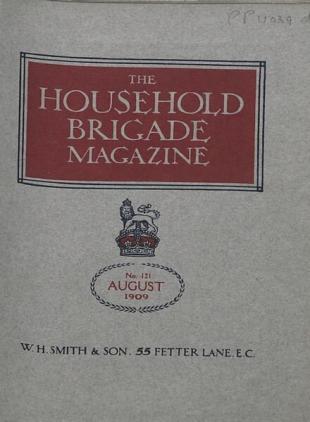 THE
HOUSEHOLD
BRIGADE
MAGAZINE
No. 121
AUGUST
1909
W. H. SMITH & SON. 55 FETTER LANE. E.C.